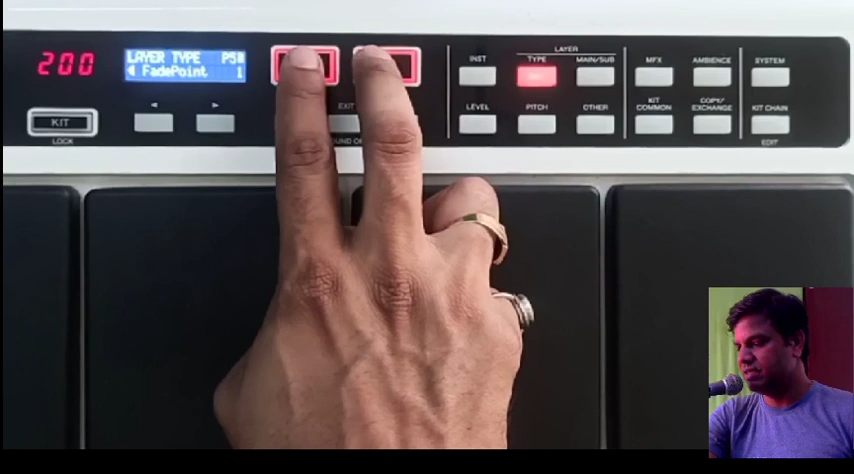 200
LAYER TYPE P5
FadePoint 1
KIT
LOCK
EXIT
LAYER
INST
TYPE
MAIN/SUB
MFX
AMBIENCE
SYSTEM
LEVEL
PITCH
OTHER
KIT
COMMON
COPY/
EXCHANGE
KIT CHAIN
EDIT